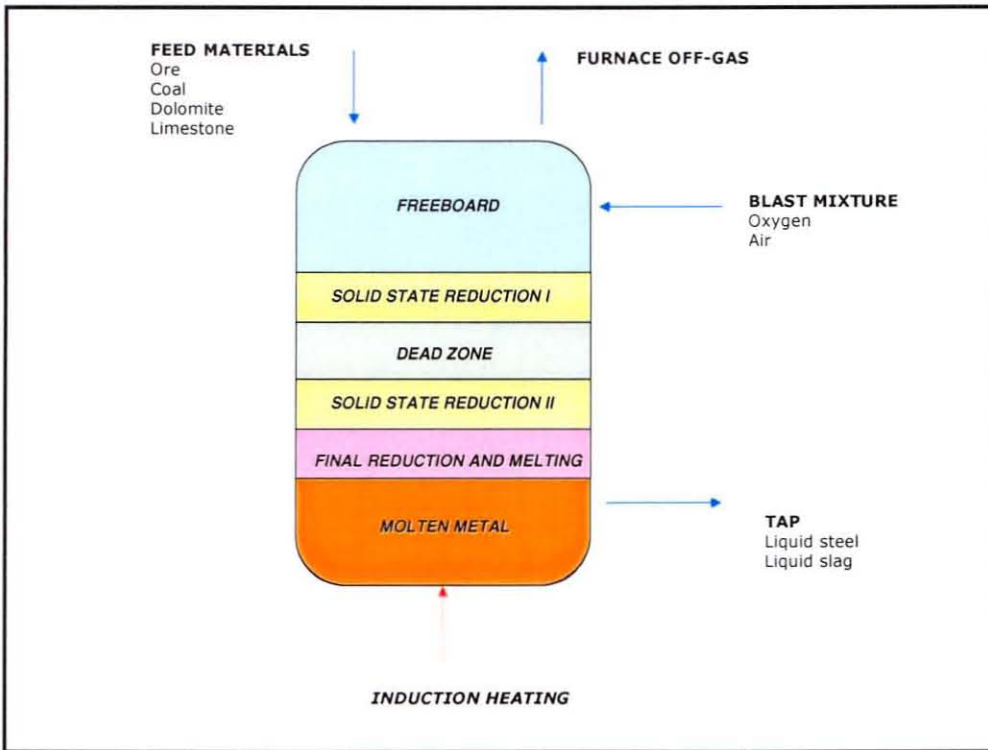 FEED MATERIALS
Ore
Coal
Dolomite
Limestone
FURNACE OFF-GAS
FREEBOARD
BLAST MIXTURE
Oxygen
Air
SOLID STATE REDUCTION I
DEAD ZONE
SOLID STATE REDUCTION II
FINAL REDUCTION AND MELTING
MOLTEN METAL
TAP
Liquid steel
Liquid slag
INDUCTION HEATING